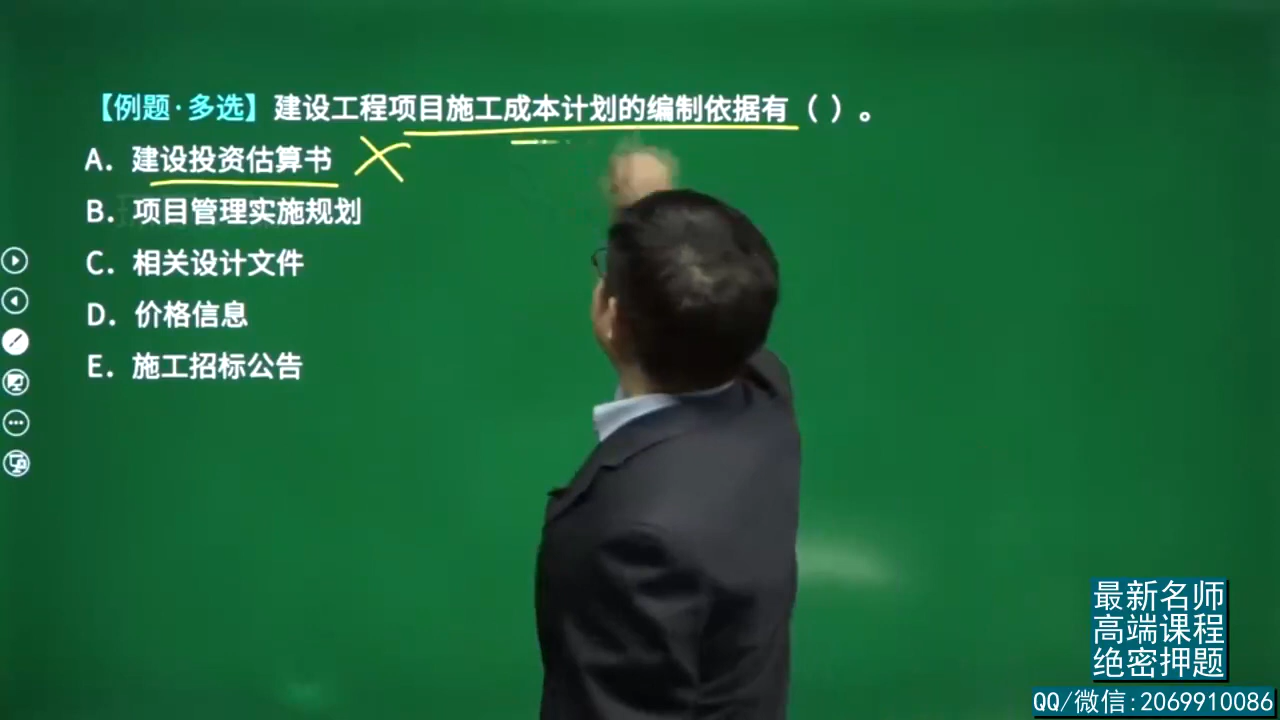 【例题·多选】建设工程项目施工成本计划的编制依据有（ ）。
A．建设投资估算书
B．项目管理实施规划
C．相关设计文件
D．价格信息
E．施工招标公告
最新名师
高端课程
绝密押题
QQ/微信:2069910086